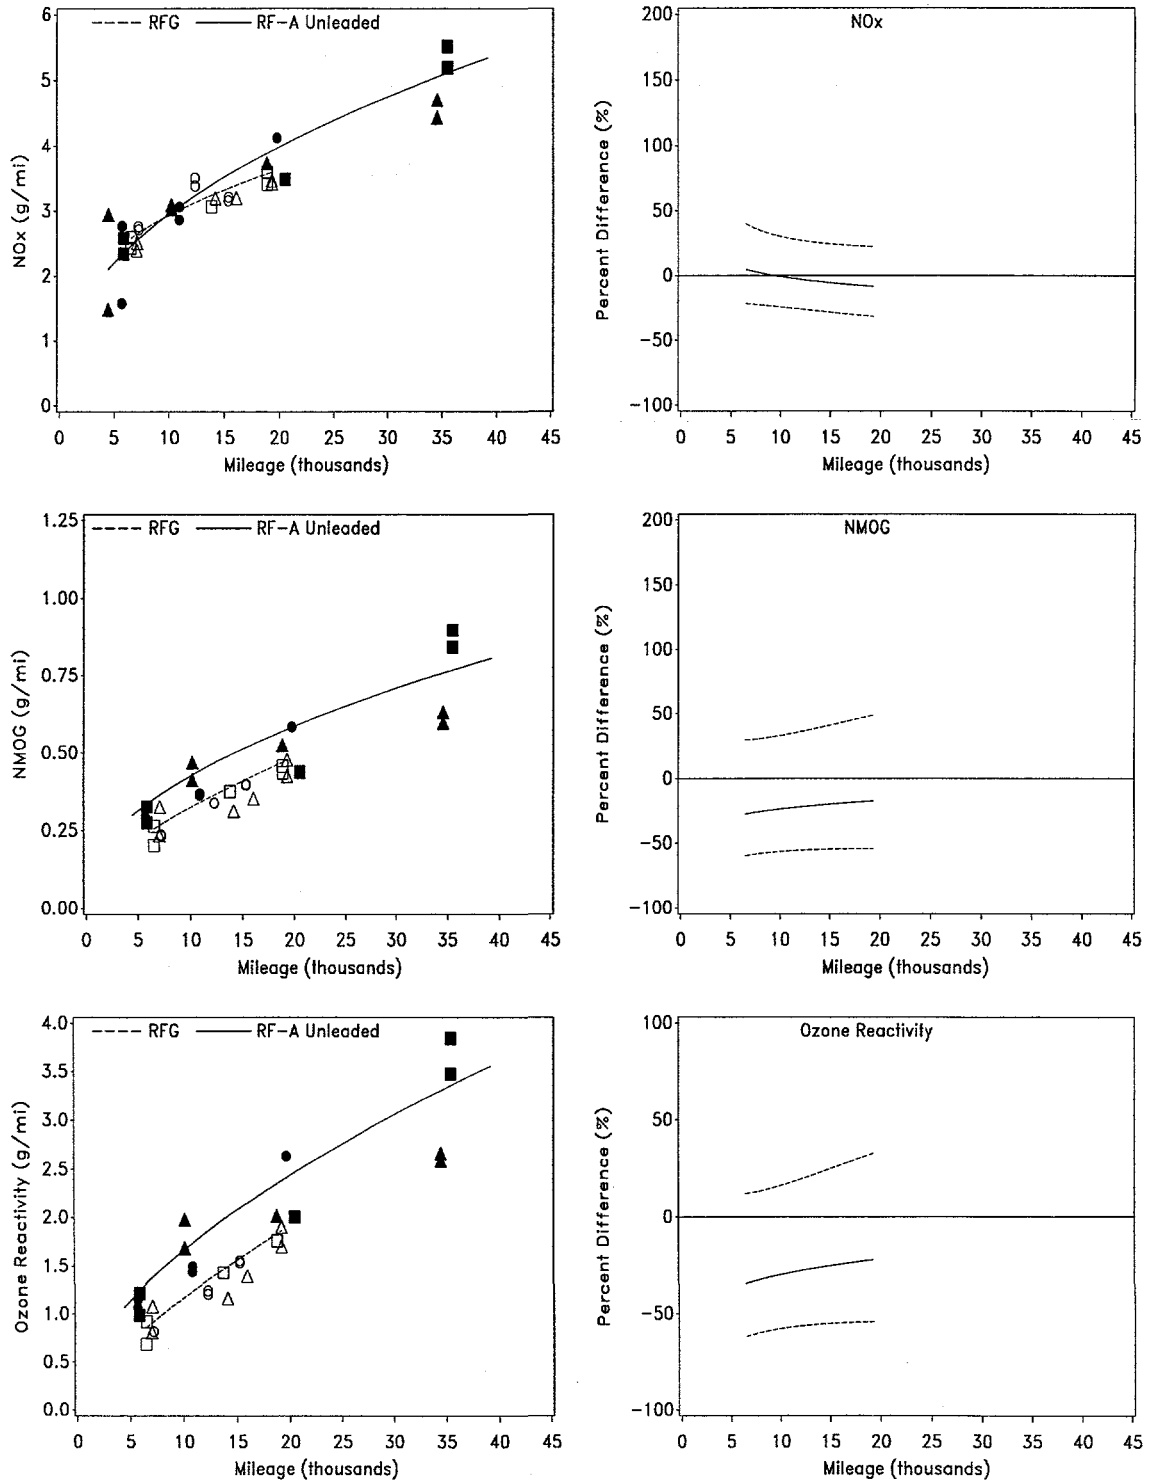 RFG RF-A Unleaded
NOx (g/mi)
6
5
4
3
2
1
0
0 5 10 15 20 25 30 35 40 45
Mileage (thousands)
NOx
Percent Difference (%)
200
150
100
50
0
-50
-100
0 5 10 15 20 25 30 35 40 45
Mileage (thousands)
RFG RF-A Unleaded
NMOG (g/mi)
1.25
1.00
0.75
0.50
0.25
0.00
0 5 10 15 20 25 30 35 40 45
Mileage (thousands)
NMOG
Percent Difference (%)
200
150
100
50
0
-50
-100
0 5 10 15 20 25 30 35 40 45
Mileage (thousands)
RFG RF-A Unleaded
Ozone Reactivity (g/mi)
4.0
3.5
3.0
2.5
2.0
1.5
1.0
0.5
0.0
0 5 10 15 20 25 30 35 40 45
Mileage (thousands)
Ozone Reactivity
Percent Difference (%)
100
50
0
-50
-100
0 5 10 15 20 25 30 35 40 45
Mileage (thousands)